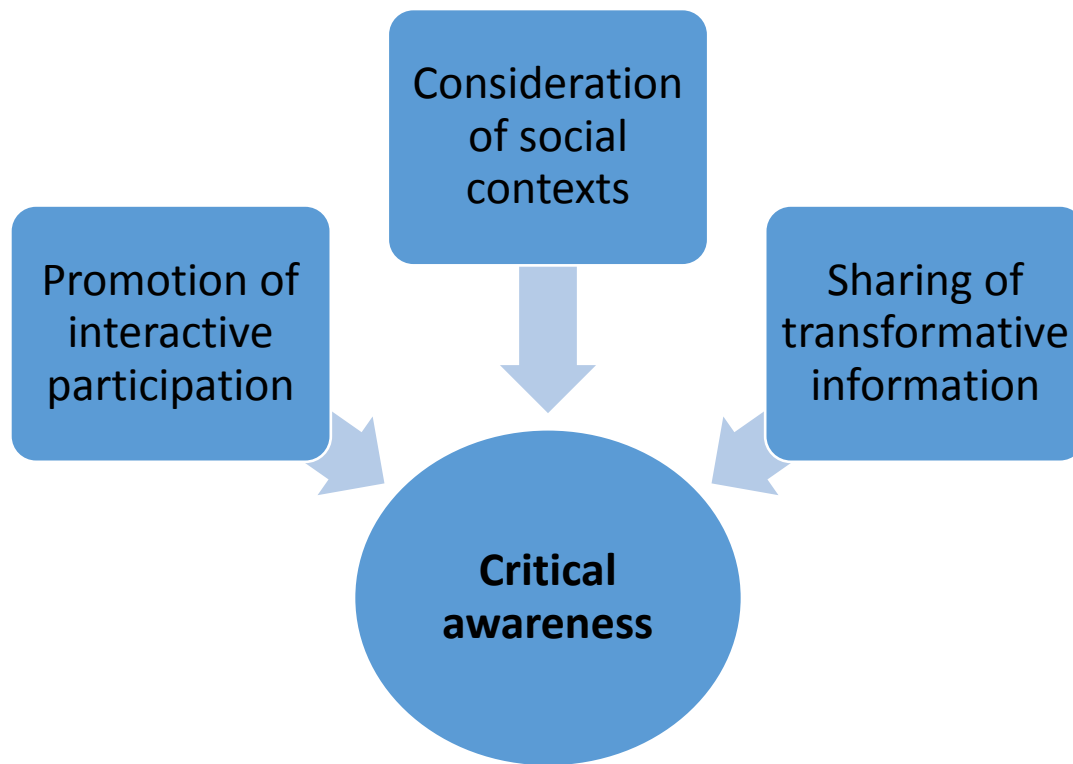 Consideration
of social
contexts
Promotion of
interactive
participation
Sharing of
transformative
information
Critical
awareness